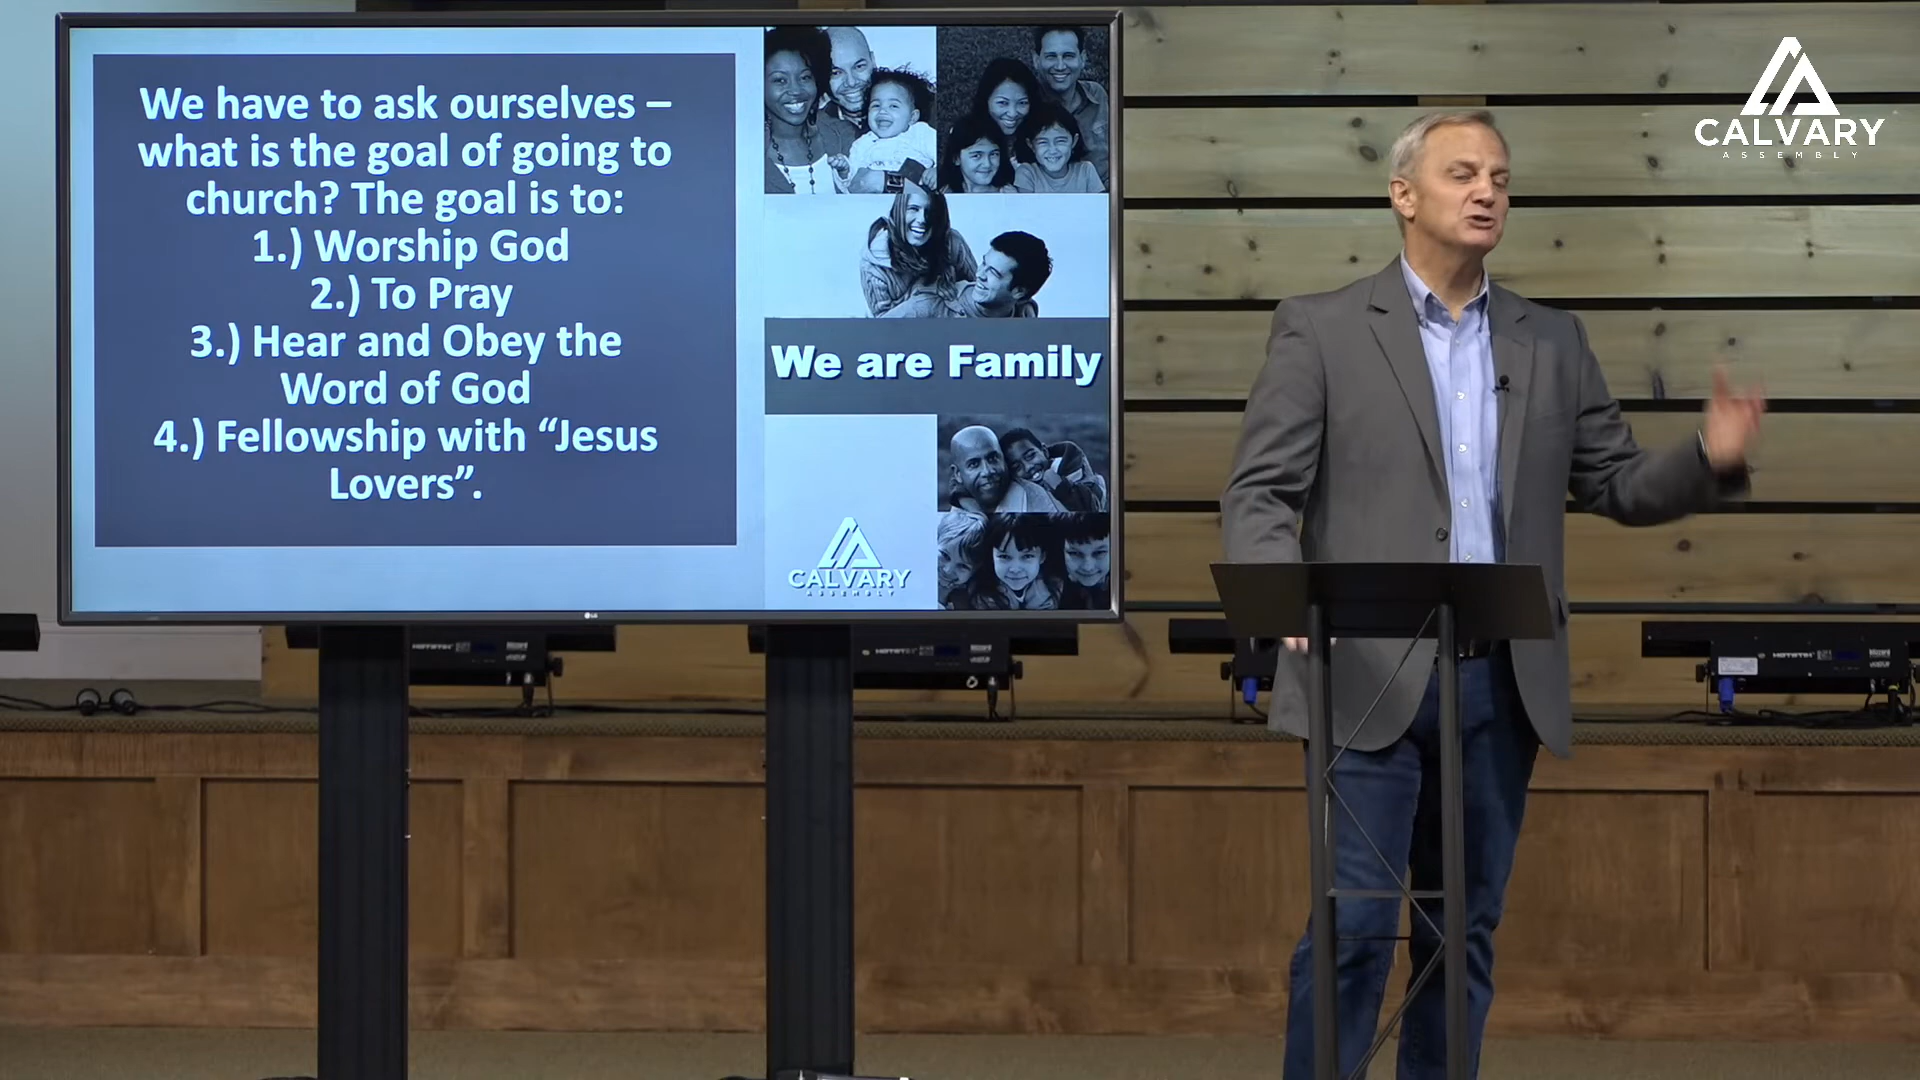 We have to ask ourselves –
what is the goal of going to
church? The goal is to:
1.) Worship God
2.) To Pray
3.) Hear and Obey the
Word of God
4.) Fellowship with “Jesus
Lovers”.
We are Family
CALVARY
ASSEMBLY
LG
CALVARY
ASSEMBLY